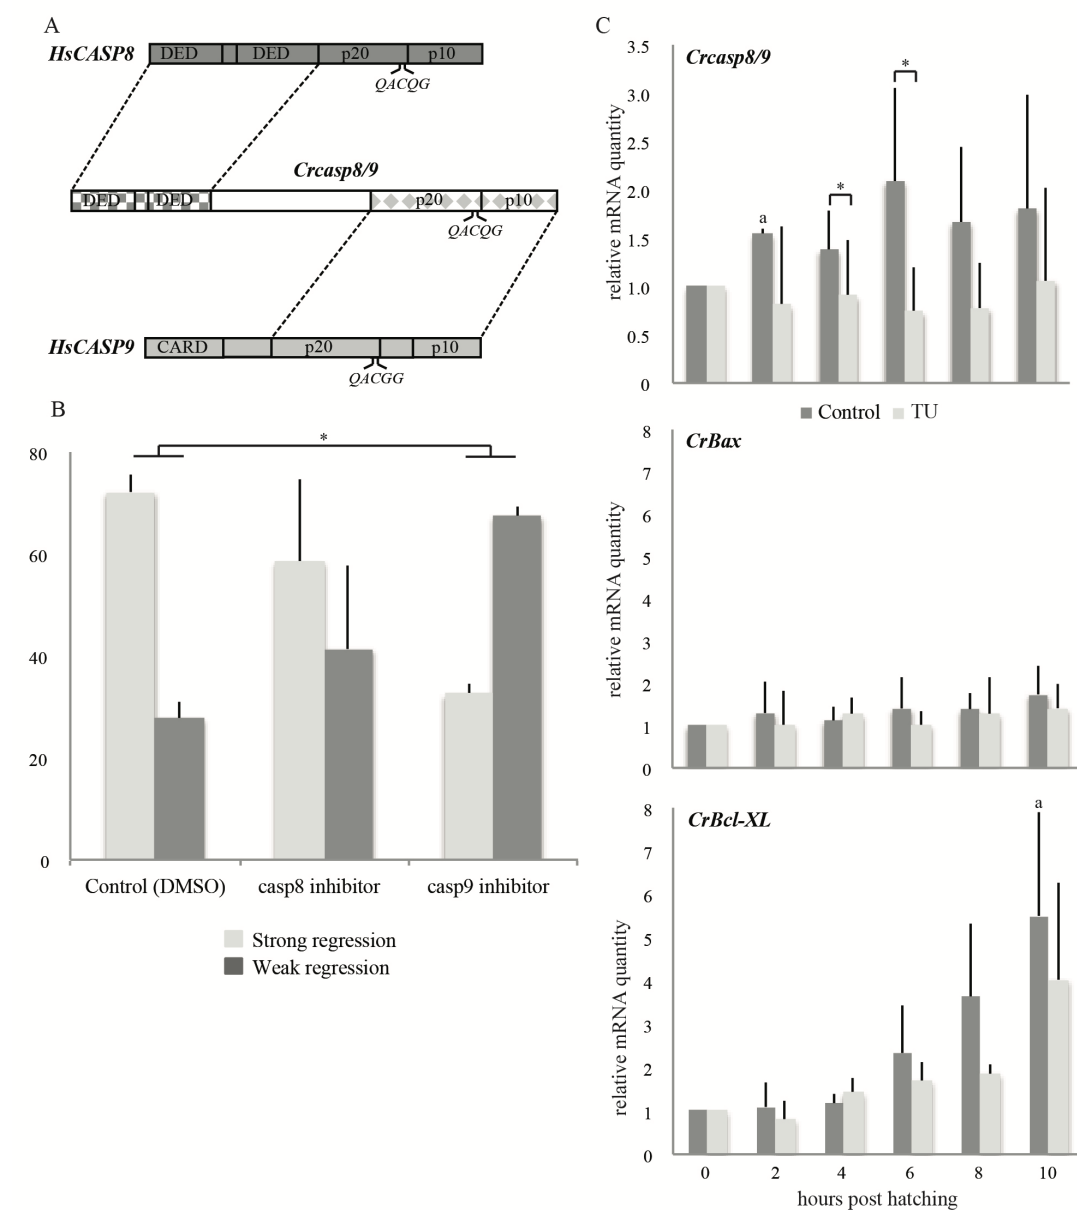 A
HsCASP8
DED
DED
p20
p10
QACQG
Crcasp8/9
DED
DED
p20
p10
QACQG
HsCASP9
CARD
p20
p10
QACGG
B
80
60
40
20
0
*
Control (DMSO)
casp8 inhibitor
casp9 inhibitor
Strong regression
Weak regression
C
Crcasp8/9
relative mRNA quantity
3.5
3.0
2.5
2.0
1.5
1.0
0.5
0
a
*
*
Control
TU
CrBax
relative mRNA quantity
8
7
6
5
4
3
2
1
0
CrBcl-XL
relative mRNA quantity
8
7
6
5
4
3
2
1
0
a
0
2
4
6
8
10
hours post hatching